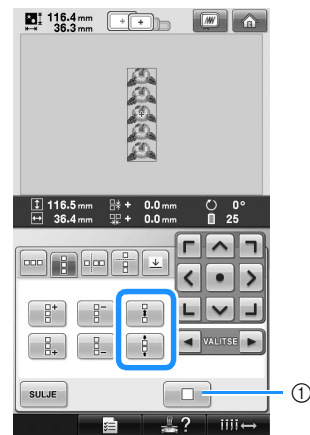 116.4 mm
36.3 mm
116.5 mm + 0.0 mm 0°
36.4 mm + 0.0 mm 25
VALITSE
SULJE
①
?